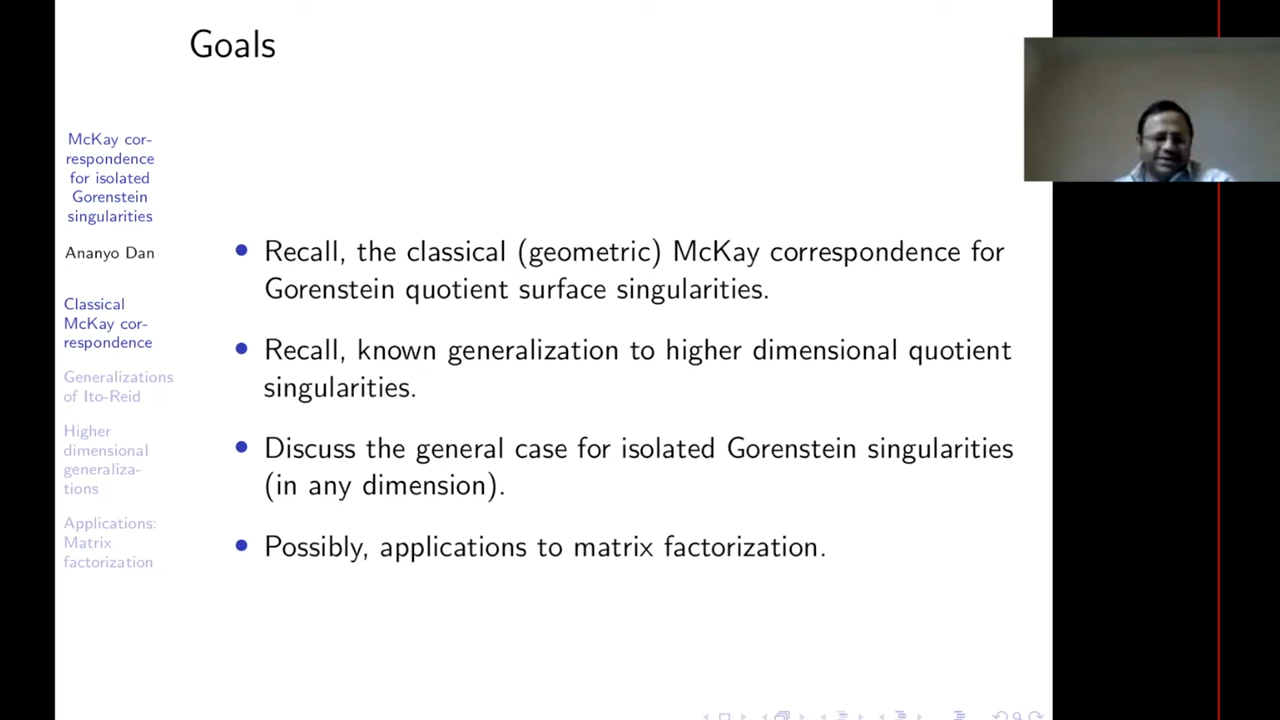 Goals
McKay cor-
respondence
for isolated
Gorenstein
singularities
Ananyo Dan
Classical
McKay cor-
respondence
Generalizations
of Ito-Reid
Higher
dimensional
generaliza-
tions
Applications:
Matrix
factorization
• Recall, the classical (geometric) McKay correspondence for
Gorenstein quotient surface singularities.
• Recall, known generalization to higher dimensional quotient
singularities.
• Discuss the general case for isolated Gorenstein singularities
(in any dimension).
• Possibly, applications to matrix factorization.